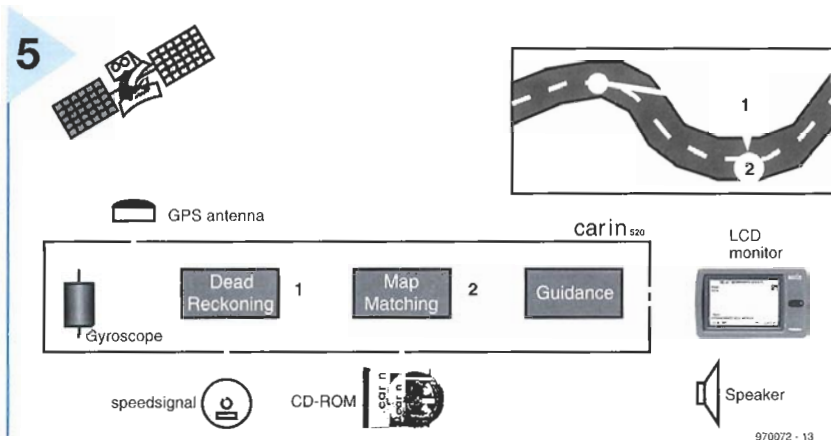 5
1
2
GPS antenna
carin 520
LCD
monitor
Dead
Reckoning
1
Map
Matching
2
Guidance
Gyroscope
speedsignal
CD-ROM
Speaker
970072 - 13